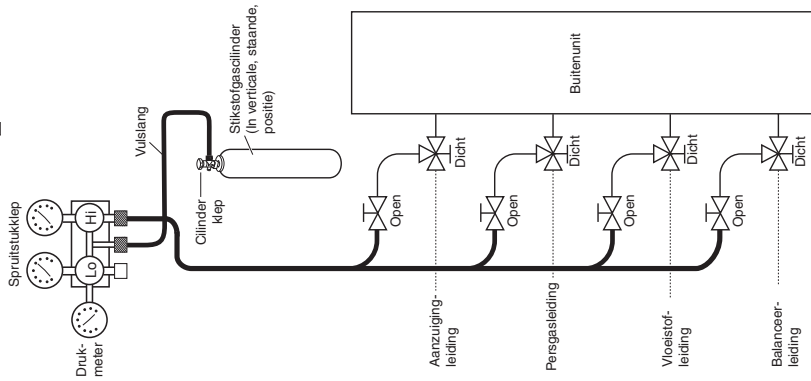 Spruitstukklep
Lo
Hi
Druk-
meter
Vulslang
Cilinder
klep
Stikstofgascilinder
(In verticale, staande,
positie)
Open
Dicht
Open
Dicht
Open
Dicht
Open
Dicht
Buitenunit
Aanzuiging-
leiding
Persgasleiding
Vloeistof-
leiding
Balanceer-
leiding